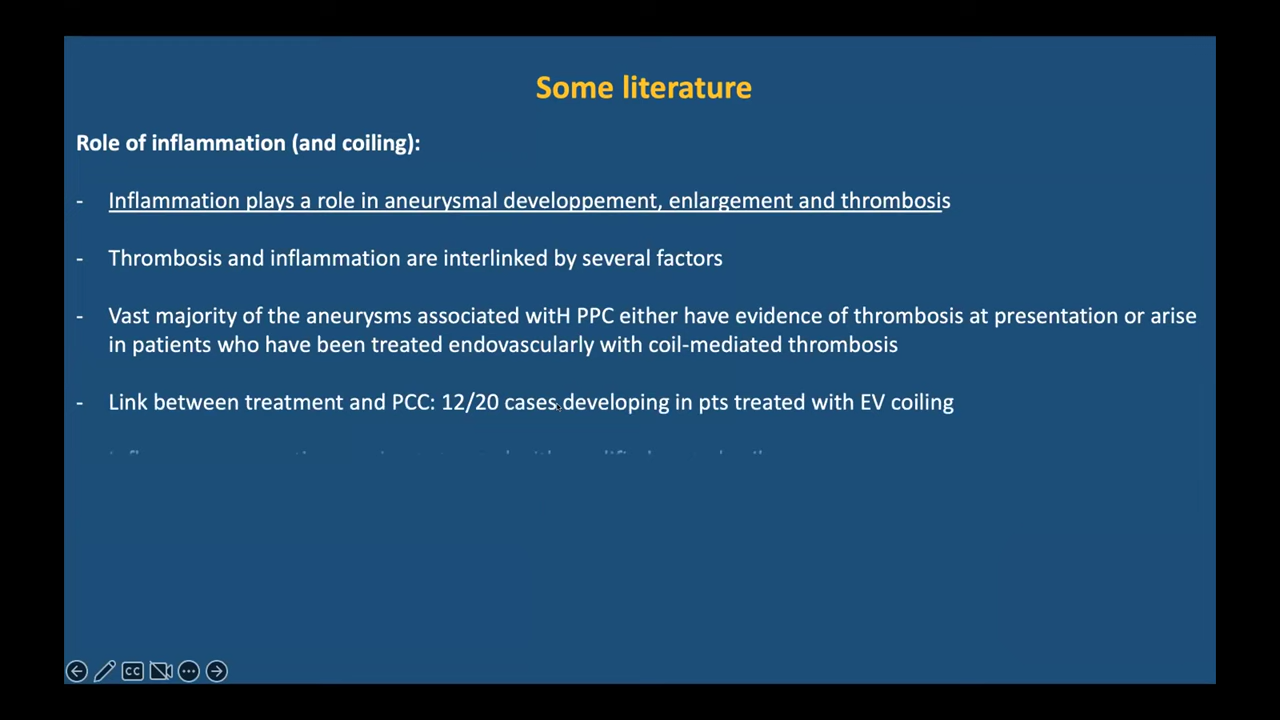 Some literature
Role of inflammation (and coiling):
- Inflammation plays a role in aneurysmal developpement, enlargement and thrombosis
- Thrombosis and inflammation are interlinked by several factors
- Vast majority of the aneurysms associated witH PPC either have evidence of thrombosis at presentation or arise
in patients who have been treated endovascularly with coil-mediated thrombosis
- Link between treatment and PCC: 12/20 cases developing in pts treated with EV coiling
CC